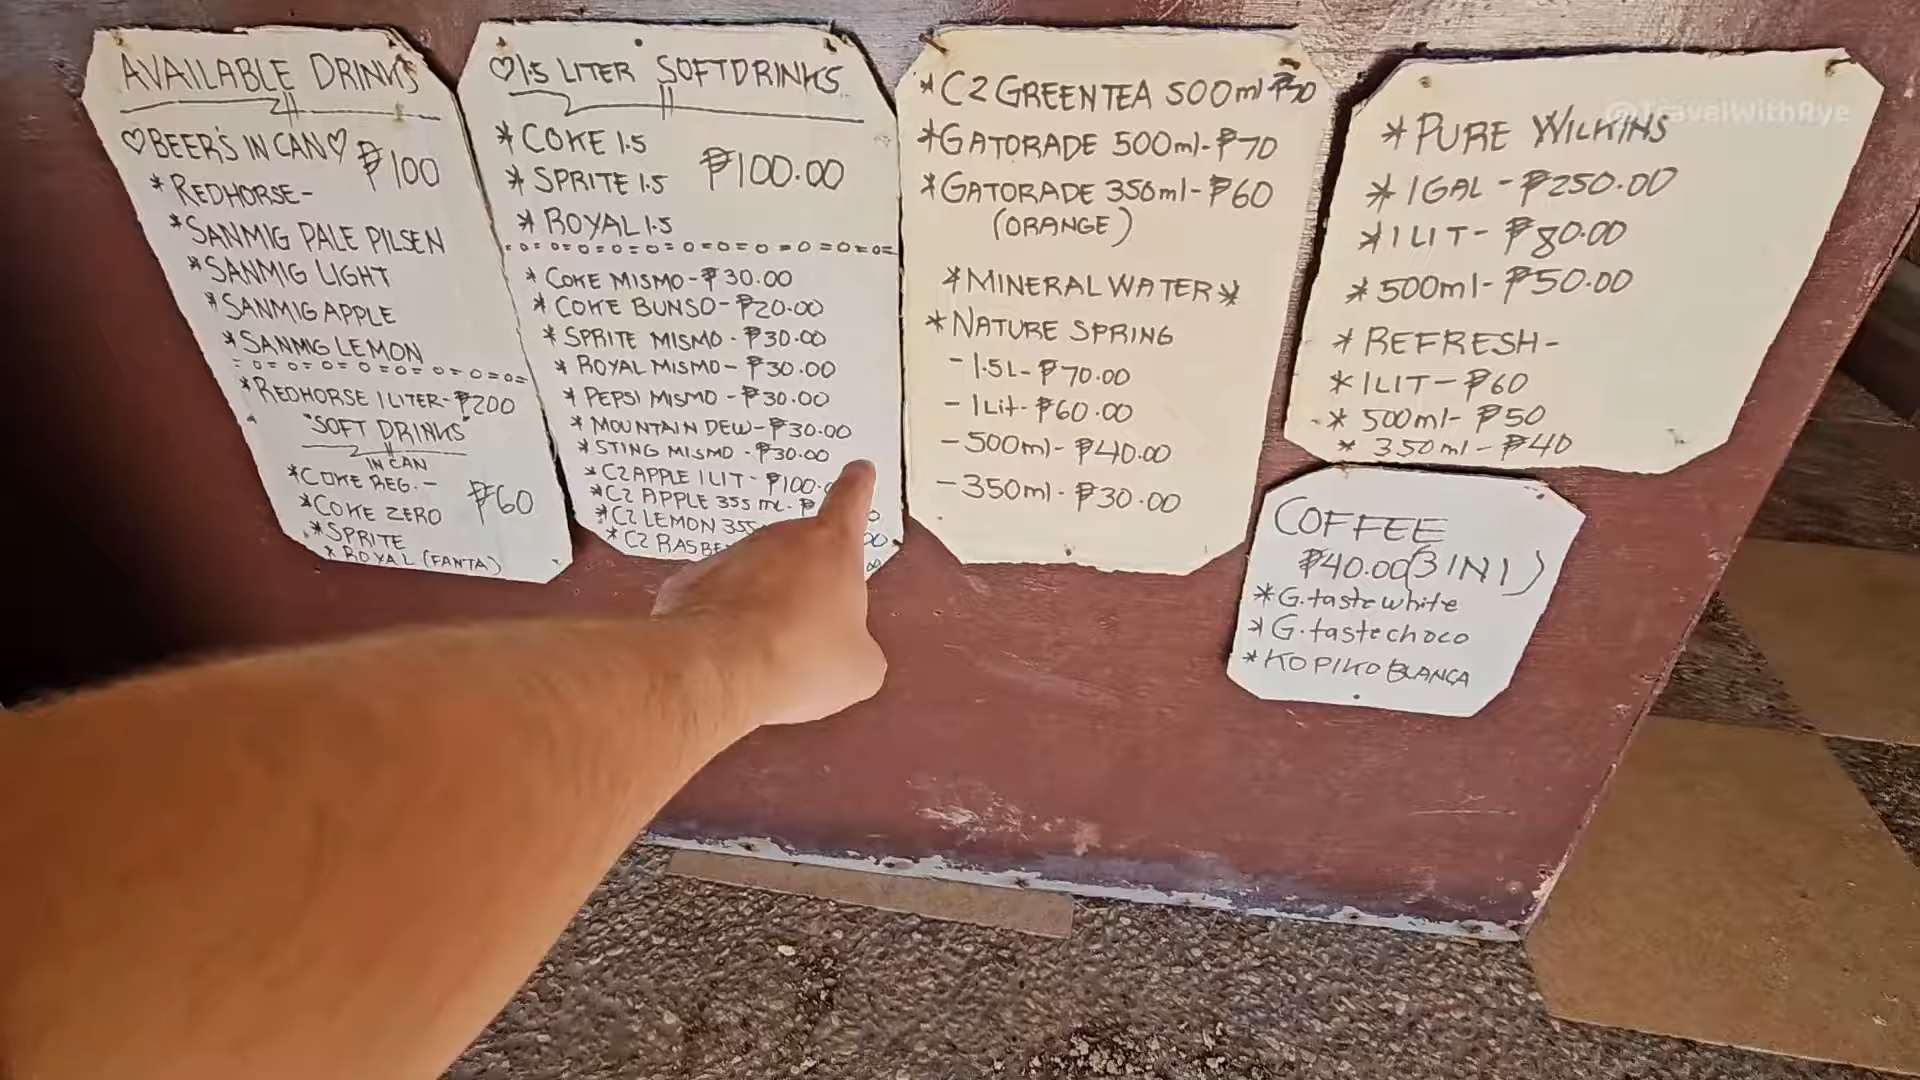 AVAILABLE DRINKS
♡BEER'S IN CAN♡ ₱100
*REDHORSE-
*SANMIG PALE PILSEN
*SANMIG LIGHT
*SANMIG APPLE
*SANMIG LEMON
*REDHORSE 1 LITER-₱200
"SOFT DRINKS"
IN CAN
*COKE REG.-
*COKE ZERO ₱60
*SPRITE
*ROYAL (FANTA)
♡1.5 LITER SOFTDRINKS
*COKE 1.5
*SPRITE 1.5 ₱100.00
*ROYAL 1.5
*COKE MISMO-₱30.00
*COKE BUNSO-₱20.00
*SPRITE MISMO-₱30.00
*ROYAL MISMO-₱30.00
*PEPSI MISMO-₱30.00
*MOUNTAIN DEW-₱30.00
*STING MISMO-₱30.00
*C2 APPLE 1 LIT-₱100.
*C2 APPLE 355 ML-₱
*C2 LEMON 355
*C2
*C2 GREEN TEA 500ml
*GATORADE 500ml-₱70
*GATORADE 350ml-₱60
(ORANGE)
*MINERAL WATER*
*NATURE SPRING
-1.5L-₱70.00
-1Lit-₱60.00
-500ml-₱40.00
-350ml-₱30.00
@TravelWithRye
*PURE WILKINS
*1GAL-₱250.00
*1LIT-₱80.00
*500ml-₱50.00
*REFRESH-
*1LIT-₱60
*500ml-₱50
*350ml-₱40
COFFEE
₱40.00(3IN1)
*G.taste white
*G.taste choco
*KOPIKO BLANCA